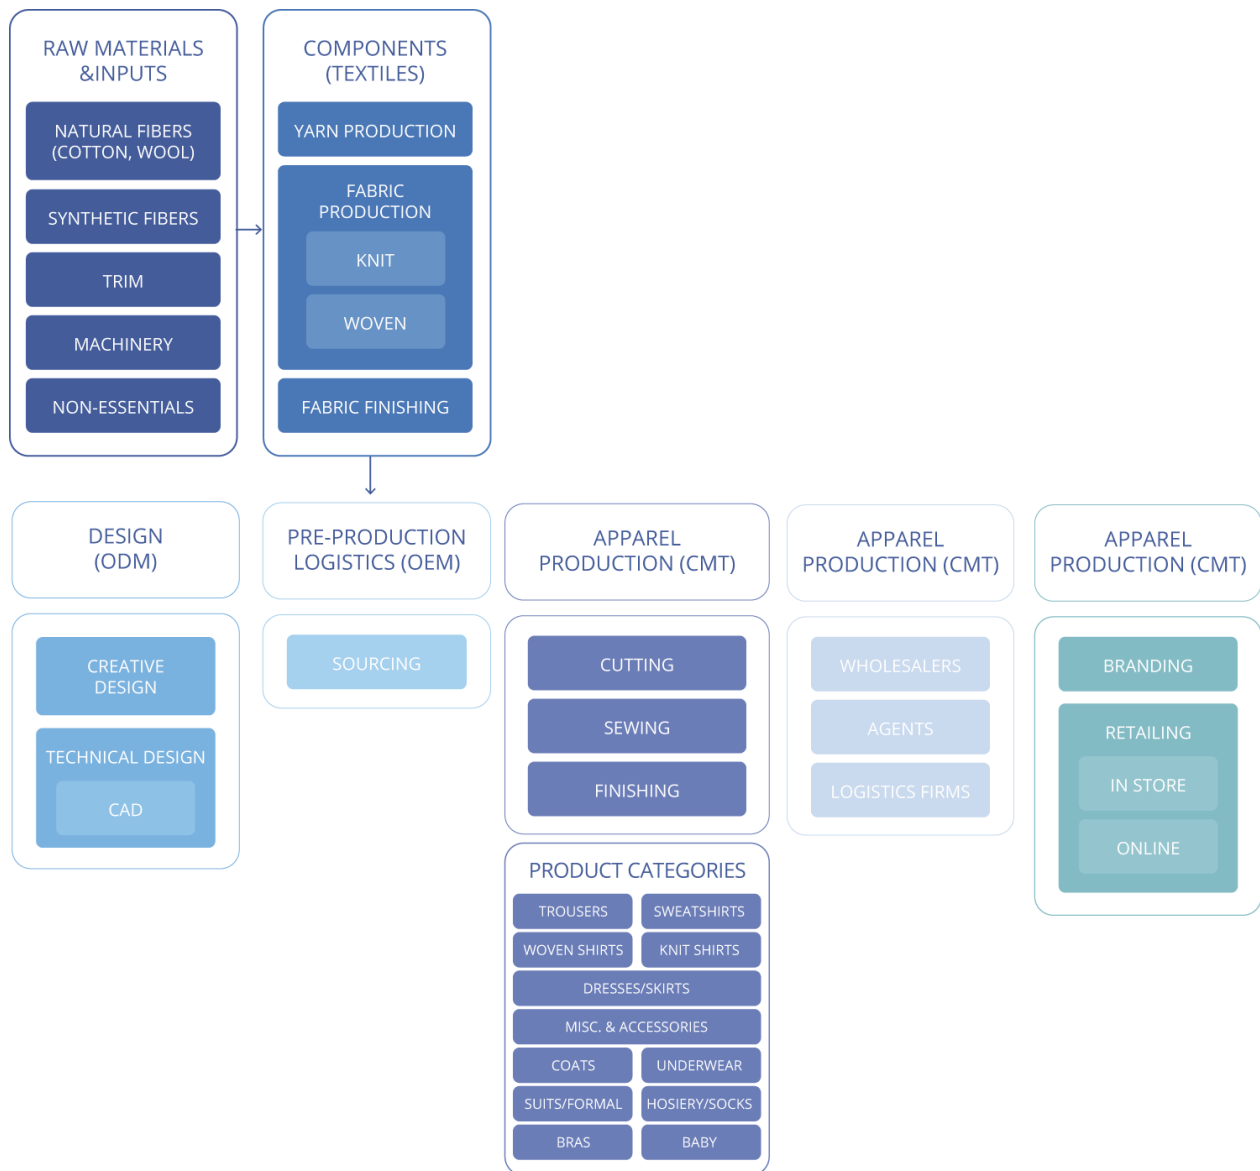 RAW MATERIALS
&INPUTS
NATURAL FIBERS
(COTTON, WOOL)
SYNTHETIC FIBERS
TRIM
MACHINERY
NON-ESSENTIALS
COMPONENTS
(TEXTILES)
YARN PRODUCTION
FABRIC
PRODUCTION
KNIT
WOVEN
FABRIC FINISHING
DESIGN
(ODM)
CREATIVE
DESIGN
TECHNICAL DESIGN
CAD
PRE-PRODUCTION
LOGISTICS (OEM)
SOURCING
APPAREL
PRODUCTION (CMT)
CUTTING
SEWING
FINISHING
PRODUCT CATEGORIES
TROUSERS
SWEATSHIRTS
WOVEN SHIRTS
KNIT SHIRTS
DRESSES/SKIRTS
MISC. & ACCESSORIES
COATS
UNDERWEAR
SUITS/FORMAL
HOSIERY/SOCKS
BRAS
BABY
APPAREL
PRODUCTION (CMT)
WHOLESALERS
AGENTS
LOGISTICS FIRMS
APPAREL
PRODUCTION (CMT)
BRANDING
RETAILING
IN STORE
ONLINE